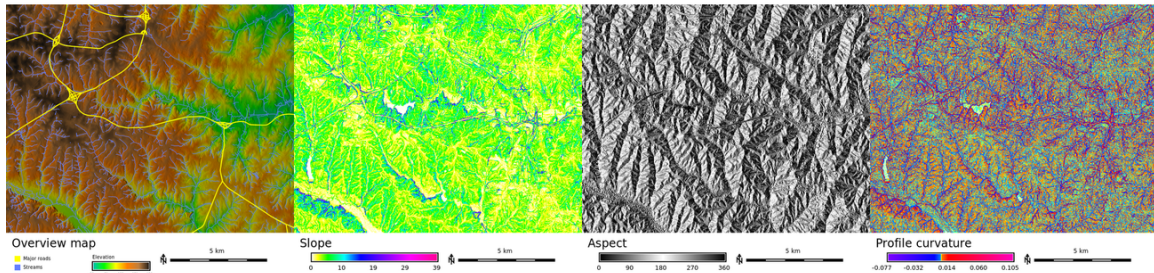 Overview map
Major roads
Streams
Elevation
5 km
Slope
0 10 19 29 39
5 km
Aspect
0 90 180 270 360
5 km
Profile curvature
-0.077 -0.032 0.014 0.060 0.105
5 km